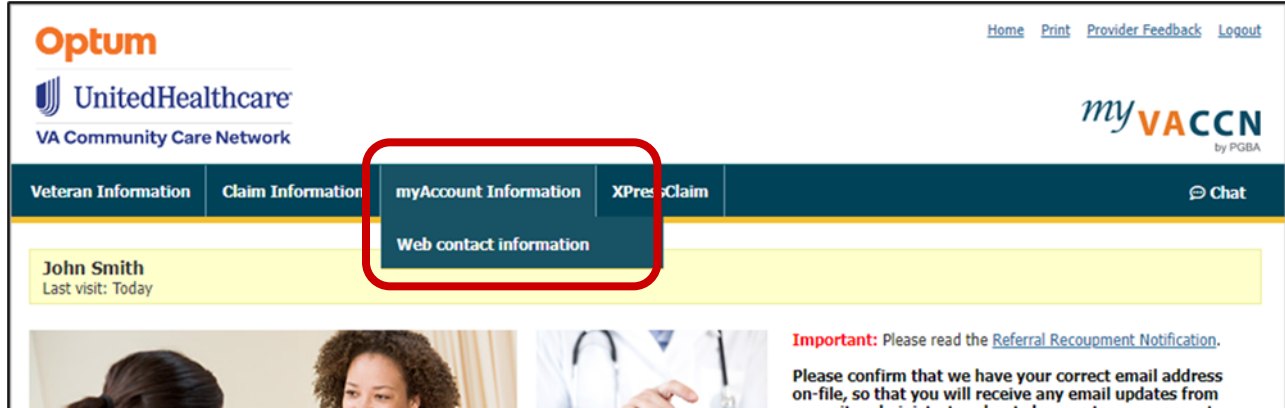 Optum
Home Print Provider Feedback Logout
UnitedHealthcare
VA Community Care Network
my VACCN
by PGBA
Veteran Information Claim Information myAccount Information XPressClaim Chat
Web contact information
John Smith
Last visit: Today
Important: Please read the Referral Recoupment Notification.
Please confirm that we have your correct email address
on-file, so that you will receive any email updates from